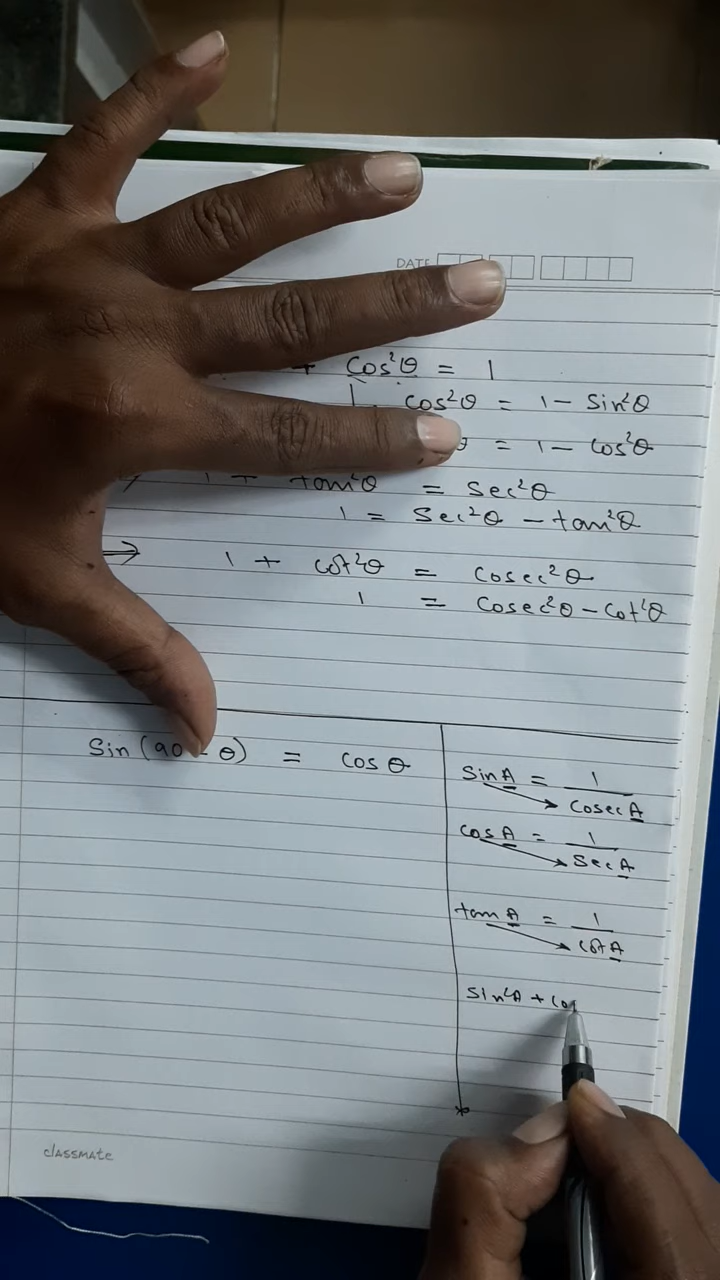 DATE
+ Cos²θ = 1
cos²θ = 1 - Sin²θ
θ = 1 - Cos²θ
1 + tan²θ = Sec²θ
1 = Sec²θ - tan²θ
⇒ 1 + Cot²θ = Cosec²θ
1 = Cosec²θ - Cot²θ
Sin(90 - θ) = Cos θ
Sin A = 1
Cosec A
Cos A = 1
Sec A
tan A = 1
Cot A
Sin²A + Co
classmate